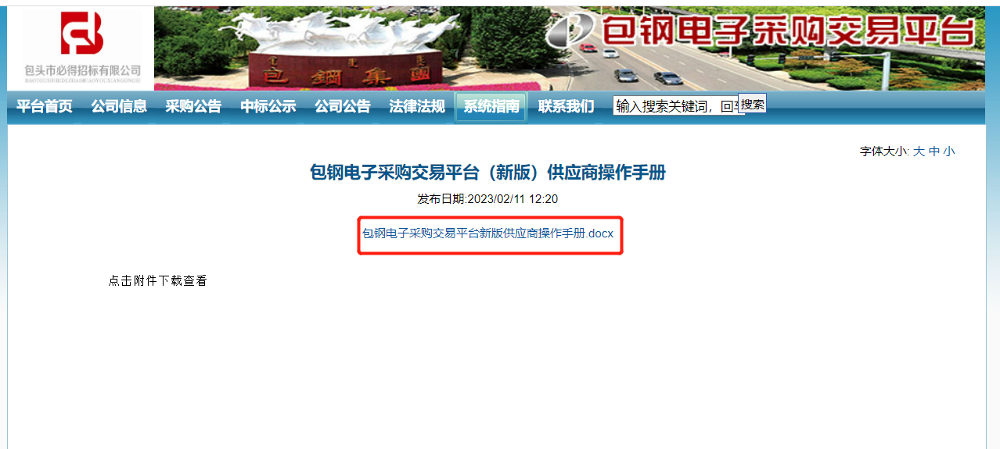 包钢电子采购交易平台
包钢集团
包头市必得招标有限公司
平台首页 公司信息 采购公告 中标公示 公司公告 法律法规 系统指南 联系我们 输入搜索关键词，回车 搜索
字体大小: 大 中 小
包钢电子采购交易平台（新版）供应商操作手册
发布日期:2023/02/11 12:20
包钢电子采购交易平台新版供应商操作手册.docx
点击附件下载查看